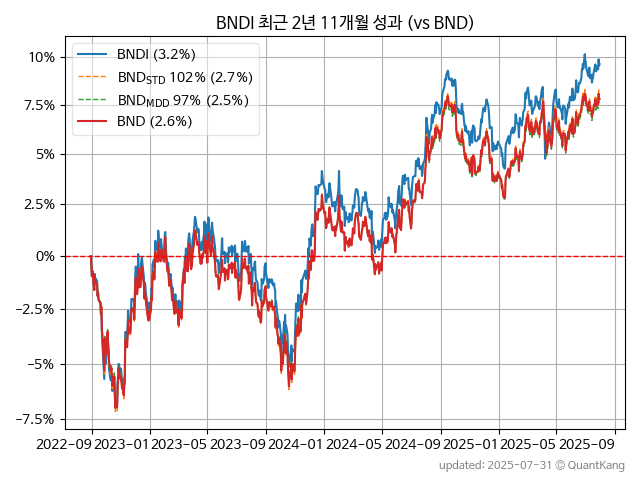 BNDI 최근 2년 11개월 성과 (vs BND)
BNDI (3.2%)
BND_STD 102% (2.7%)
BND_MDD 97% (2.5%)
BND (2.6%)
10%
7.5%
5%
2.5%
0%
−2.5%
−5%
−7.5%
2022-09 2023-01 2023-05 2023-09 2024-01 2024-05 2024-09 2025-01 2025-05 2025-09
updated: 2025-07-31 © QuantKang